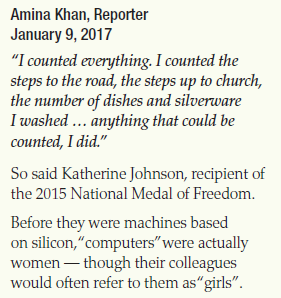 Amina Khan, Reporter
January 9, 2017
“I counted everything. I counted the
steps to the road, the steps up to church,
the number of dishes and silverware
I washed … anything that could be
counted, I did.”
So said Katherine Johnson, recipient of
the 2015 National Medal of Freedom.
Before they were machines based
on silicon,“computers”were actually
women — though their colleagues
would often refer to them as“girls”.